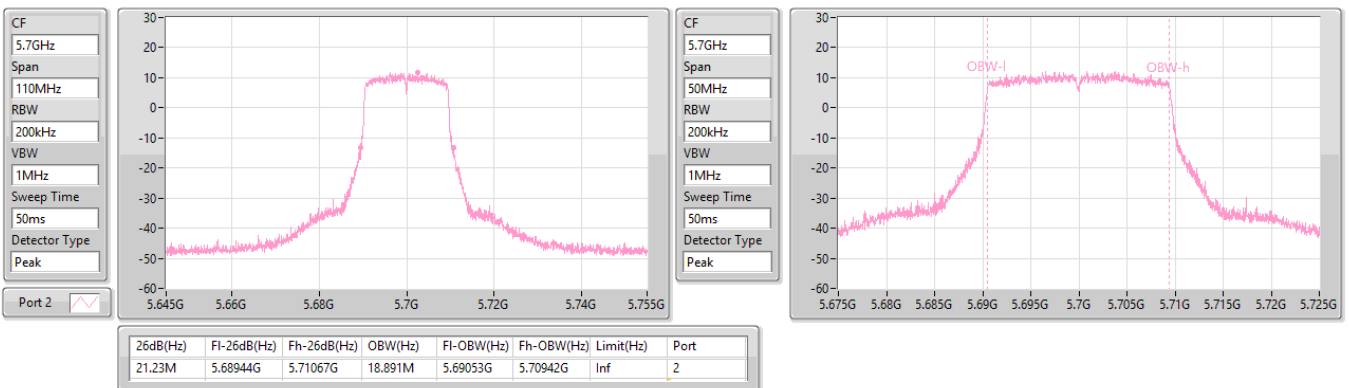 CF
5.7GHz
Span
110MHz
RBW
200kHz
VBW
1MHz
Sweep Time
50ms
Detector Type
Peak
Port 2
30
20
10
0
-10
-20
-30
-40
-50
-60
5.645G 5.66G 5.68G 5.7G 5.72G 5.74G 5.755G
CF
5.7GHz
Span
50MHz
RBW
200kHz
VBW
1MHz
Sweep Time
50ms
Detector Type
Peak
30
20
10
0
-10
-20
-30
-40
-50
-60
OBW-l OBW-h
5.675G 5.68G 5.685G 5.69G 5.695G 5.7G 5.705G 5.71G 5.715G 5.72G 5.725G
26dB(Hz) Fl-26dB(Hz) Fh-26dB(Hz) OBW(Hz) Fl-OBW(Hz) Fh-OBW(Hz) Limit(Hz) Port
21.23M 5.68944G 5.71067G 18.891M 5.69053G 5.70942G Inf 2